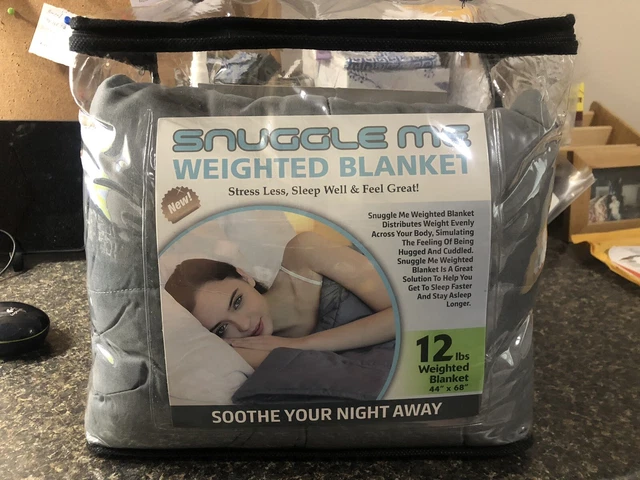 SNUGGLE ME
WEIGHTED BLANKET
Stress Less, Sleep Well & Feel Great!
New!
Snuggle Me Weighted Blanket
Distributes Weight Evenly
Across Your Body, Simulating
The Feeling Of Being
Hugged And Cuddled.
Snuggle Me Weighted
Blanket Is A Great
Solution To Help You
Get To Sleep Faster
And Stay Asleep
Longer.
12 lbs
Weighted
Blanket
44" x 68"
SOOTHE YOUR NIGHT AWAY